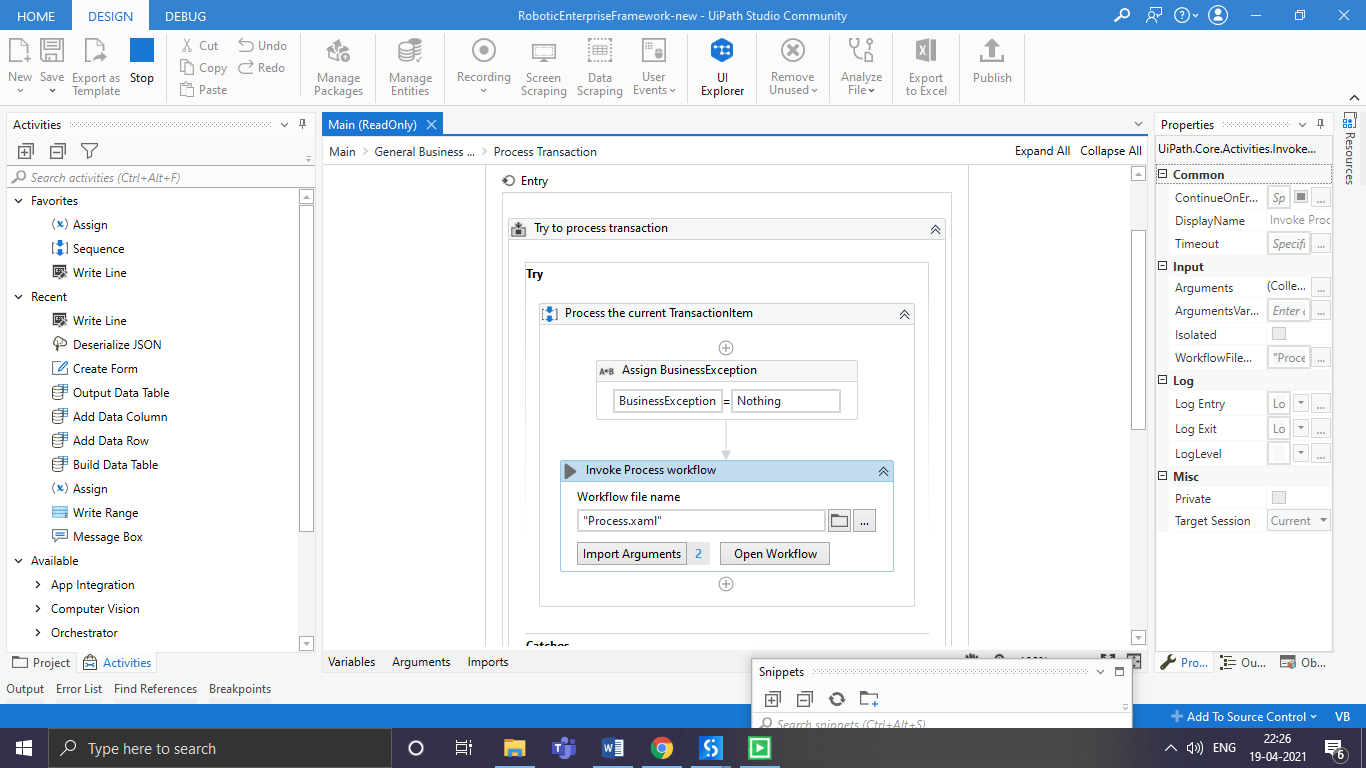 HOME DESIGN DEBUG RoboticEnterpriseFramework-new - UiPath Studio Community
New Save Export as Template Stop
Cut Copy Paste Undo Redo
Manage Packages
Manage Entities
Recording Screen Scraping Data Scraping User Events
UI Explorer
Remove Unused
Analyze File
Export to Excel
Publish
Activities
Search activities (Ctrl+Alt+F)
Favorites
Assign
Sequence
Write Line
Recent
Write Line
Deserialize JSON
Create Form
Output Data Table
Add Data Column
Add Data Row
Build Data Table
Assign
Write Range
Message Box
Available
App Integration
Computer Vision
Orchestrator
Project Activities
Main (ReadOnly)
Main General Business ... Process Transaction Expand All Collapse All
Entry
Try to process transaction
Try
Process the current TransactionItem
A+B Assign BusinessException
BusinessException = Nothing
Invoke Process workflow
Workflow file name
"Process.xaml" ...
Import Arguments 2 Open Workflow
Catches
Variables Arguments Imports
Properties
UiPath.Core.Activities.Invoke...
Common
ContinueOnEr... Sp ...
DisplayName Invoke Proc
Timeout Specifi ...
Input
Arguments (Colle... ...
ArgumentsVar... Enter ...
Isolated
WorkflowFile... "Proce ...
Log
Log Entry Lo ...
Log Exit Lo ...
LogLevel ...
Misc
Private
Target Session Current
Pro... Ou... Ob...
Resources
Output Error List Find References Breakpoints
Snippets
Search snippets (Ctrl+Alt+S)
Add To Source Control VB
Type here to search
ENG 22:26
19-04-2021
6